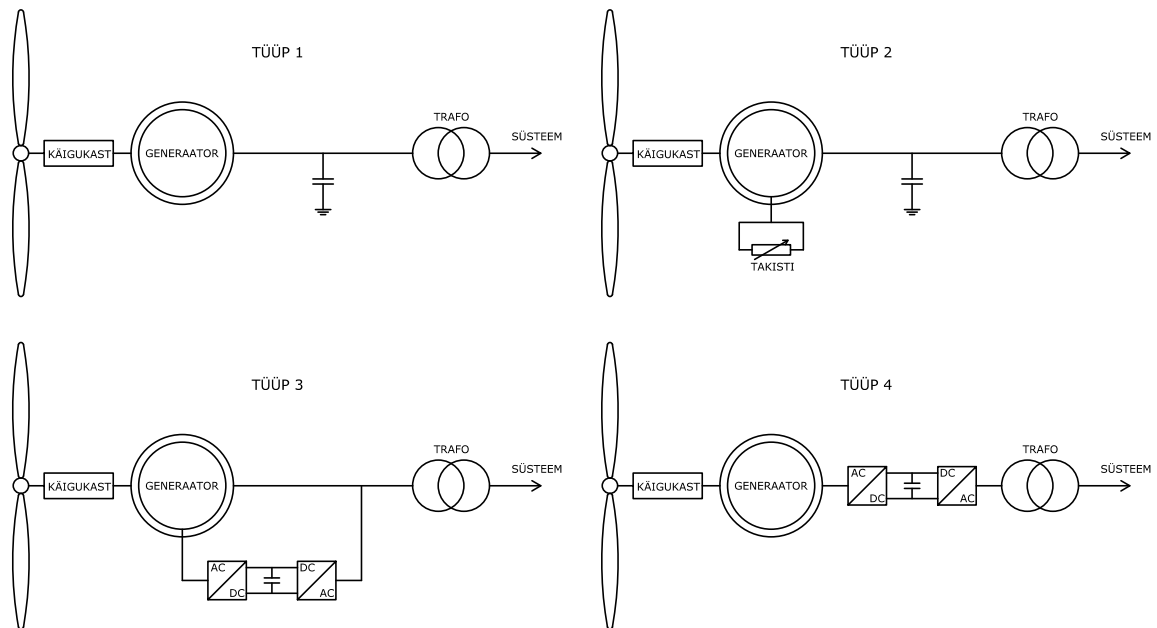 TÜÜP 1
TRAFO
SÜSTEEM
KÄIGUKAST
GENERAATOR
TÜÜP 2
TRAFO
SÜSTEEM
KÄIGUKAST
GENERAATOR
TAKISTI
TÜÜP 3
TRAFO
SÜSTEEM
KÄIGUKAST
GENERAATOR
AC
DC
DC
AC
TÜÜP 4
TRAFO
SÜSTEEM
KÄIGUKAST
GENERAATOR
AC
DC
DC
AC